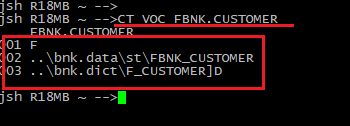 jsh R18MB ~ -->
jsh R18MB ~ -->CT VOC FBNK.CUSTOMER
FBNK.CUSTOMER
001 F
002 ..\bnk.data\st\FBNK_CUSTOMER
003 ..\bnk.dict\F_CUSTOMER]D
jsh R18MB ~ -->